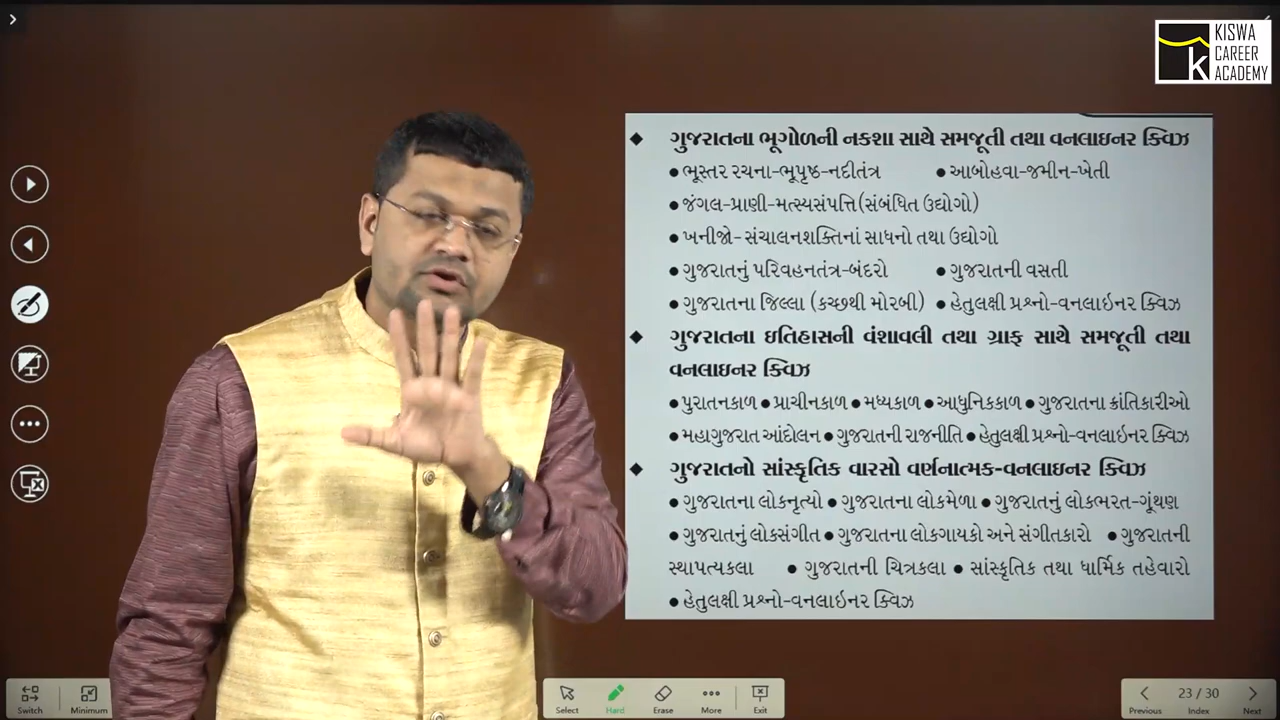 KISWA
CAREER
ACADEMY
k
◆ ગુજરાતના ભૂગોળની નકશા સાથે સમજૂતી તથા વનલાઇનર ક્વિઝ
● ભૂસ્તર રચના-ભૂપૃષ્ઠ-નદીતંત્ર ● આબોહવા-જમીન-ખેતી
● જંગલ-પ્રાણી-મત્સ્યસંપત્તિ(સંબંધિત ઉદ્યોગો)
● ખનીજો-સંચાલનશક્તિનાં સાધનો તથા ઉદ્યોગો
● ગુજરાતનું પરિવહનતંત્ર-બંદરો ● ગુજરાતની વસતી
● ગુજરાતના જિલ્લા (કચ્છથી મોરબી) ● હેતુલક્ષી પ્રશ્નો-વનલાઇનર ક્વિઝ
◆ ગુજરાતના ઇતિહાસની વંશાવલી તથા ગ્રાફ સાથે સમજૂતી તથા
વનલાઇનર ક્વિઝ
● પુરાતનકાળ ● પ્રાચીનકાળ ● મધ્યકાળ ● આધુનિકકાળ ● ગુજરાતના ક્રાંતિકારીઓ
● મહાગુજરાત આંદોલન ● ગુજરાતની રાજનીતિ ● હેતુલક્ષી પ્રશ્નો-વનલાઇનર ક્વિઝ
◆ ગુજરાતનો સાંસ્કૃતિક વારસો વર્ણનાત્મક-વનલાઇનર ક્વિઝ
● ગુજરાતના લોકનૃત્યો ● ગુજરાતના લોકમેળા ● ગુજરાતનું લોકભરત-ગૂંથણ
● ગુજરાતનું લોકસંગીત ● ગુજરાતના લોકગાયકો અને સંગીતકારો ● ગુજરાતની
સ્થાપત્યકલા ● ગુજરાતની ચિત્રકલા ● સાંસ્કૃતિક તથા ધાર્મિક તહેવારો
● હેતુલક્ષી પ્રશ્નો-વનલાઇનર ક્વિઝ
Switch Minimum Select Hard Erase More Exit Previous 23 / 30 Index Next